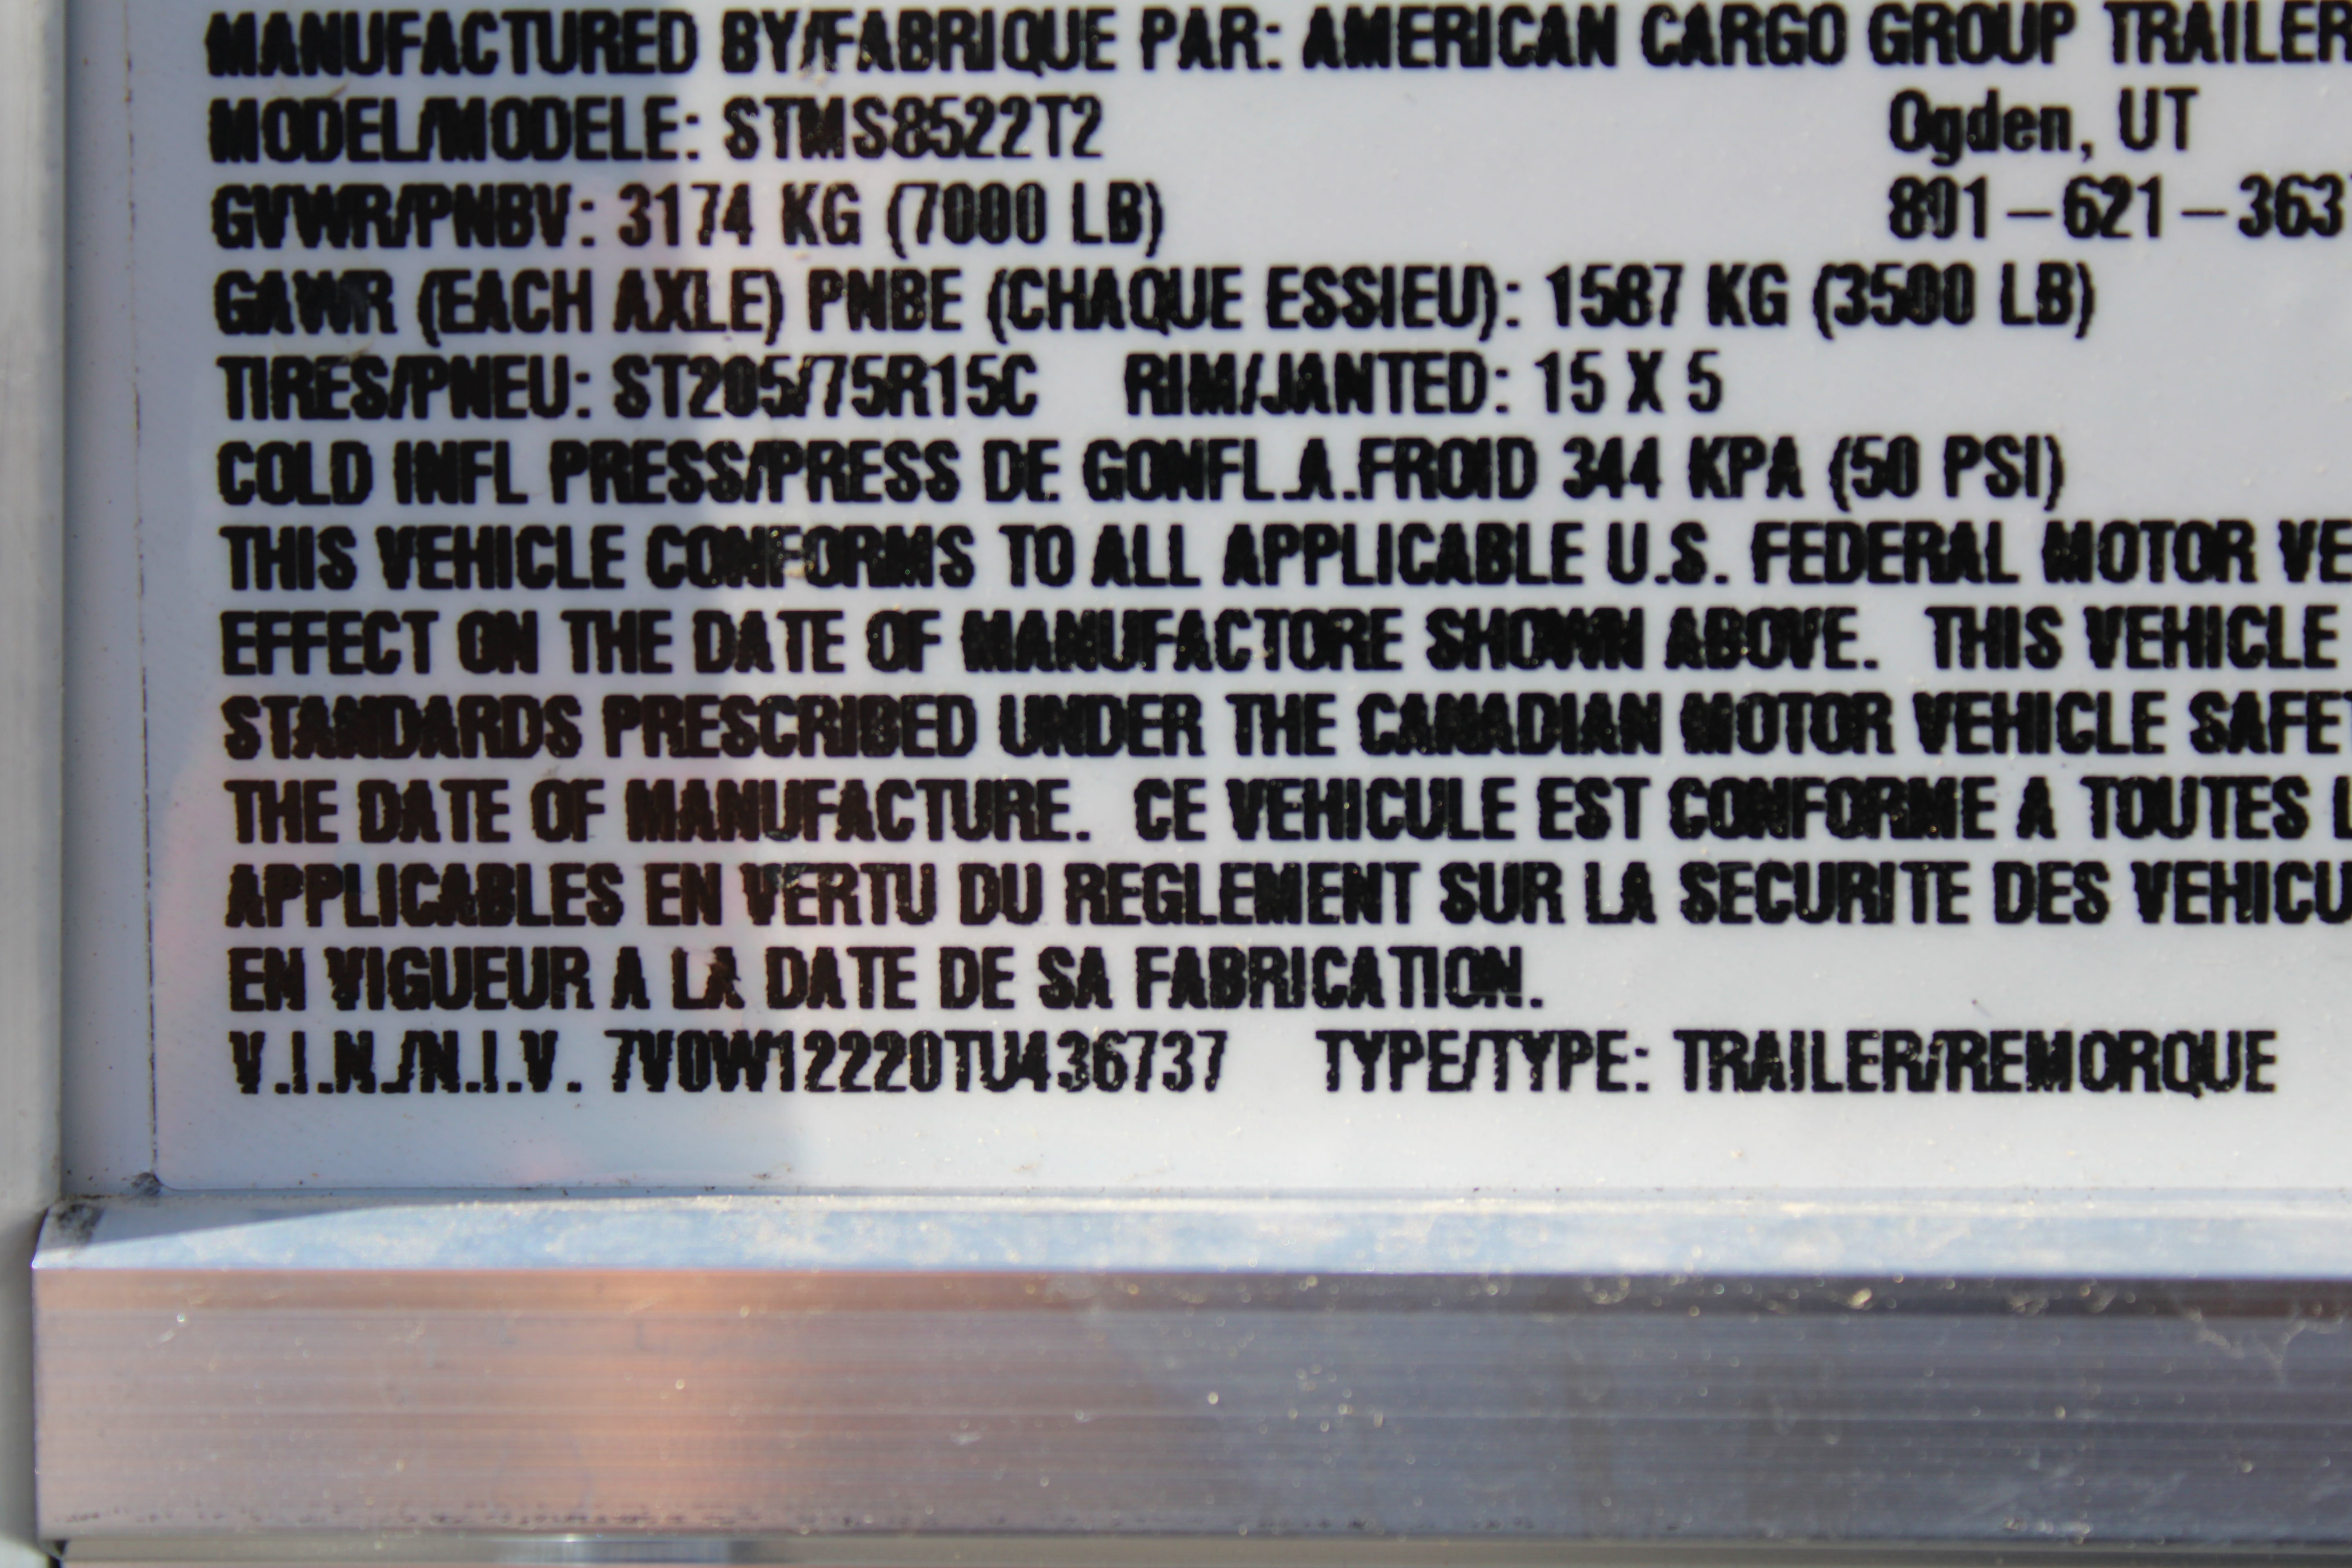 MANUFACTURED BY/FABRIQUE PAR: AMERICAN CARGO GROUP TRAILER
MODEL/MODELE: STMS8522T2 Ogden, UT
GVWR/PNBV: 3174 KG (7000 LB) 801-621-363
GAWR (EACH AXLE) PNBE (CHAQUE ESSIEU): 1587 KG (3500 LB)
TIRES/PNEU: ST205/75R15C RIM/JANTED: 15 X 5
COLD INFL PRESS/PRESS DE GONFL.A.FROID 344 KPA (50 PSI)
THIS VEHICLE CONFORMS TO ALL APPLICABLE U.S. FEDERAL MOTOR VE
EFFECT ON THE DATE OF MANUFACTORE SHOWN ABOVE. THIS VEHICLE
STANDARDS PRESCRIBED UNDER THE CANADIAN MOTOR VEHICLE SAFE
THE DATE OF MANUFACTURE. CE VEHICULE EST CONFORME A TOUTES L
APPLICABLES EN VERTU DU REGLEMENT SUR LA SECURITE DES VEHICU
EN VIGUEUR A LA DATE DE SA FABRICATION.
V.I.N./N.I.V. 7V0W12220TU436737 TYPE/TYPE: TRAILER/REMORQUE